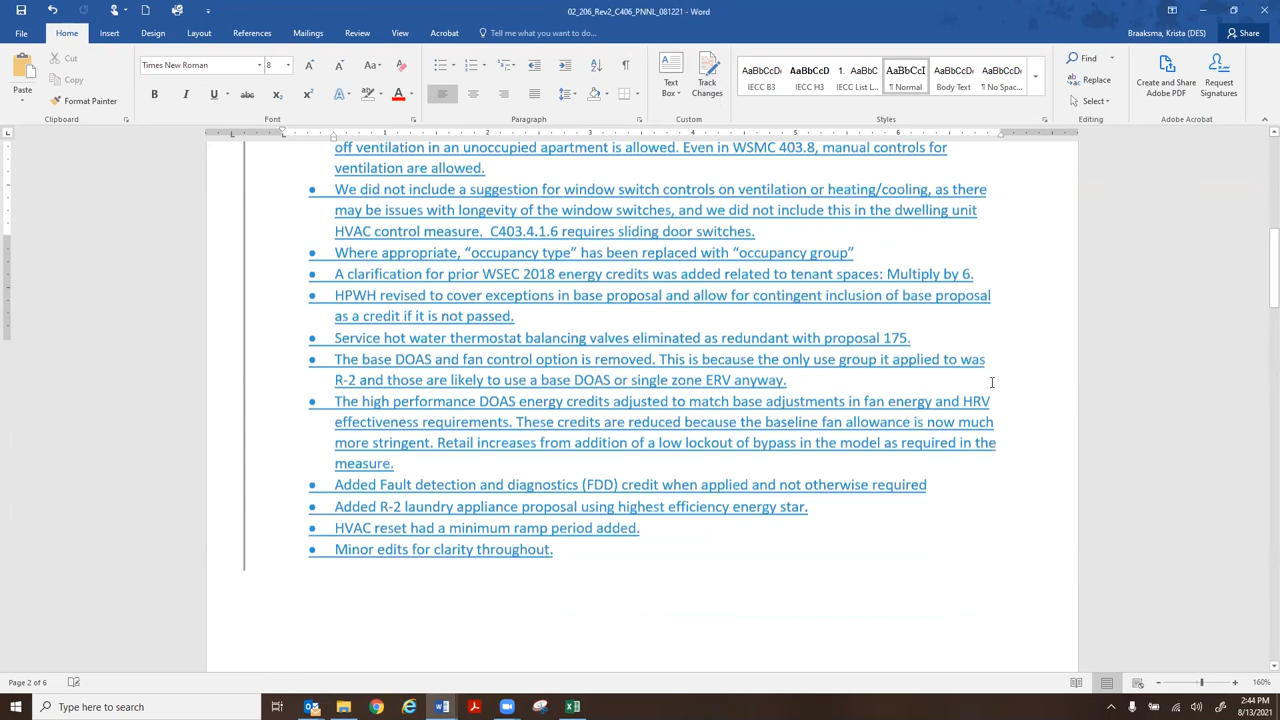 02_206_Rev2_C406_PNNL_081221 - Word
Braaksma, Krista (DES)
File Home Insert Draw Design Layout References Mailings Review View Acrobat Tell me what you want to do... Share
Paste
Cut
Copy
Format Painter
Clipboard
Times New Roman 8
Font
Paragraph
Text Box
Track Changes
Custom
AaBbCcD IECC B3
AaBbCcD IECC H3
1. AaBbC IECC List L...
AaBbCcI ¶ Normal
AaBbCcD Body Text
AaBbCcD ¶ No Spac...
Styles
Find
Replace
Select
Editing
Create and Share Adobe PDF
Request Signatures
Adobe Acrobat
1 2 3 4 5 6
off ventilation in an unoccupied apartment is allowed. Even in WSMC 403.8, manual controls for
ventilation are allowed.
• We did not include a suggestion for window switch controls on ventilation or heating/cooling, as there
may be issues with longevity of the window switches, and we did not include this in the dwelling unit
HVAC control measure. C403.4.1.6 requires sliding door switches.
• Where appropriate, “occupancy type” has been replaced with “occupancy group”
• A clarification for prior WSEC 2018 energy credits was added related to tenant spaces: Multiply by 6.
• HPWH revised to cover exceptions in base proposal and allow for contingent inclusion of base proposal
as a credit if it is not passed.
• Service hot water thermostat balancing valves eliminated as redundant with proposal 175.
• The base DOAS and fan control option is removed. This is because the only use group it applied to was
R-2 and those are likely to use a base DOAS or single zone ERV anyway.
• The high performance DOAS energy credits adjusted to match base adjustments in fan energy and HRV
effectiveness requirements. These credits are reduced because the baseline fan allowance is now much
more stringent. Retail increases from addition of a low lockout of bypass in the model as required in the
measure.
• Added Fault detection and diagnostics (FDD) credit when applied and not otherwise required
• Added R-2 laundry appliance proposal using highest efficiency energy star.
• HVAC reset had a minimum ramp period added.
• Minor edits for clarity throughout.
Page 2 of 6
160%
Type here to search
2:44 PM
8/13/2021